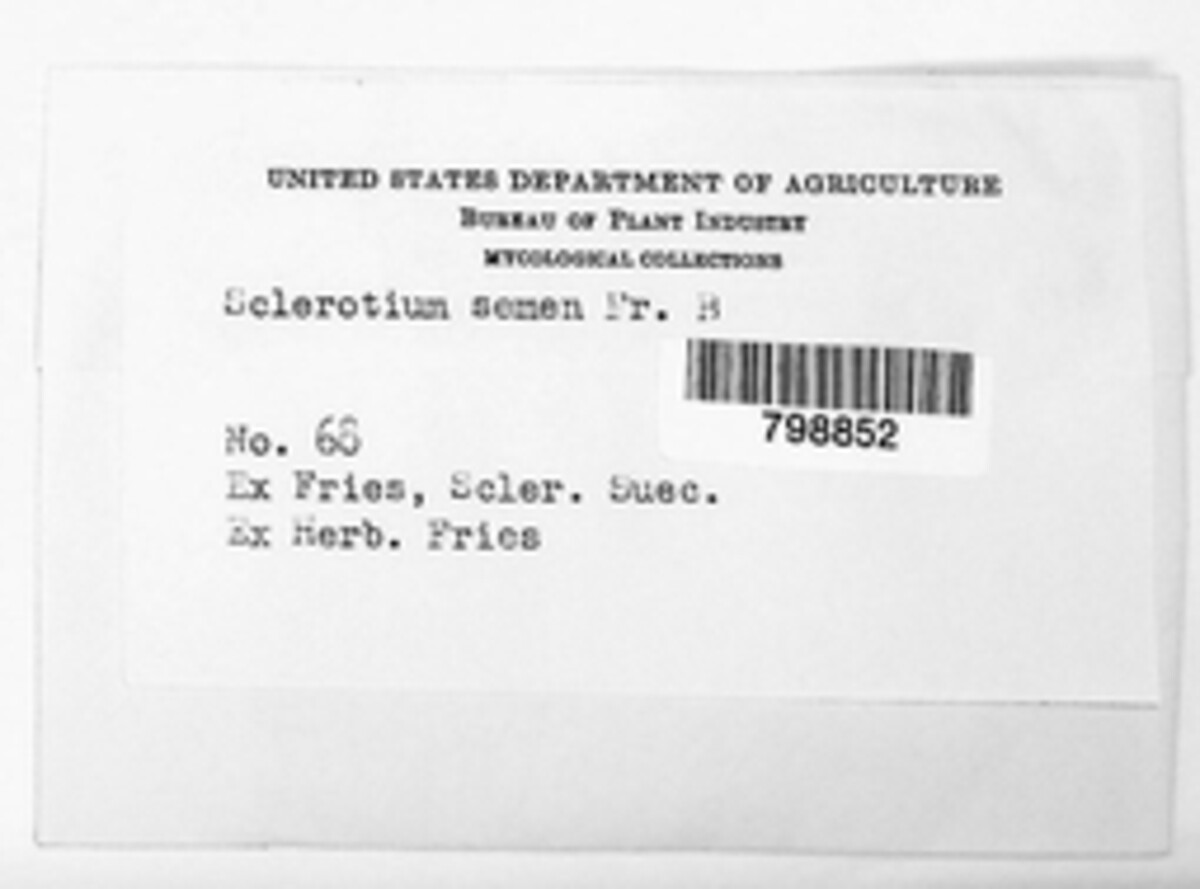 UNITED STATES DEPARTMENT OF AGRICULTURE
BUREAU OF PLANT INDUSTRY
MYCOLOGICAL COLLECTIONS
Sclerotium semen Fr. B
798852
No. 68
Ex Fries, Scler. Suec.
Ex Herb. Fries